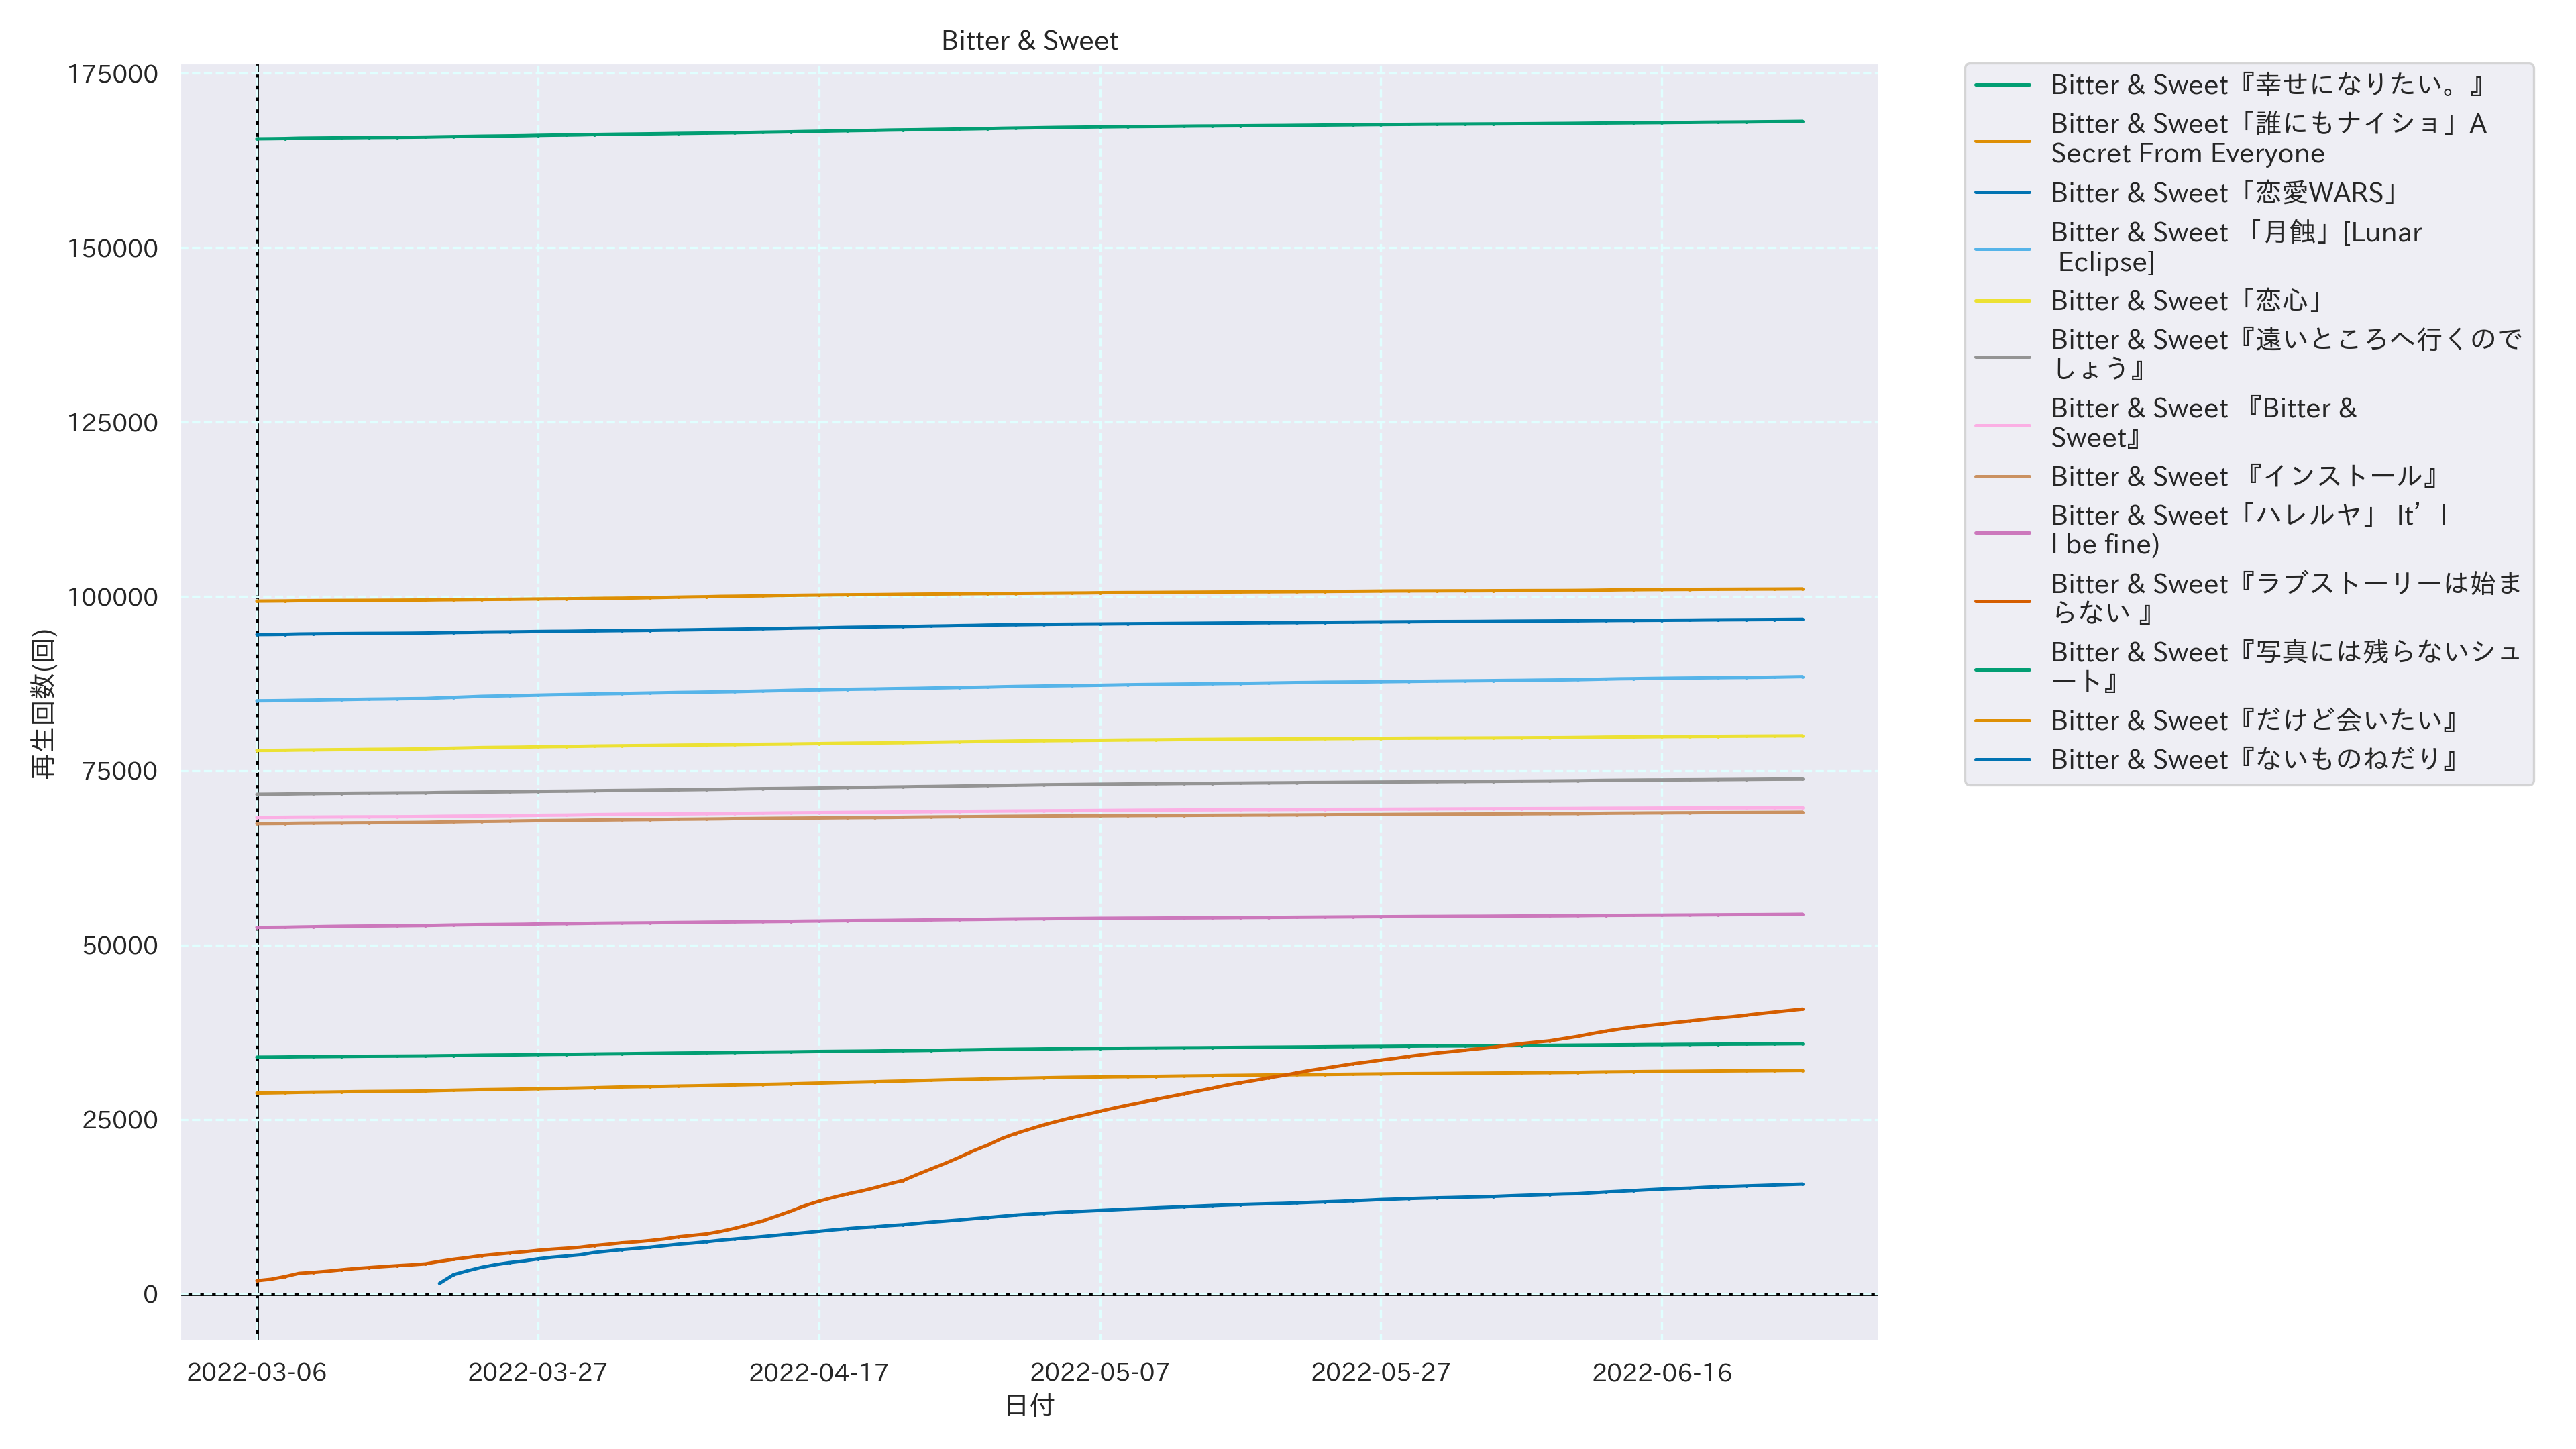 Bitter & Sweet
175000
150000
125000
100000
75000
50000
25000
0
再生回数(回)
2022-03-06
2022-03-27
2022-04-17
2022-05-07
2022-05-27
2022-06-16
日付
Bitter & Sweet『幸せになりたい。』
Bitter & Sweet「誰にもナイショ」A
Secret From Everyone
Bitter & Sweet「恋愛WARS」
Bitter & Sweet 「月蝕」[Lunar
Eclipse]
Bitter & Sweet「恋心」
Bitter & Sweet『遠いところへ行くので
しょう』
Bitter & Sweet 『Bitter &
Sweet』
Bitter & Sweet 『インストール』
Bitter & Sweet「ハレルヤ」 It’l
l be fine)
Bitter & Sweet『ラブストーリーは始ま
らない 』
Bitter & Sweet『写真には残らないシュ
ート』
Bitter & Sweet『だけど会いたい』
Bitter & Sweet『ないものねだり』